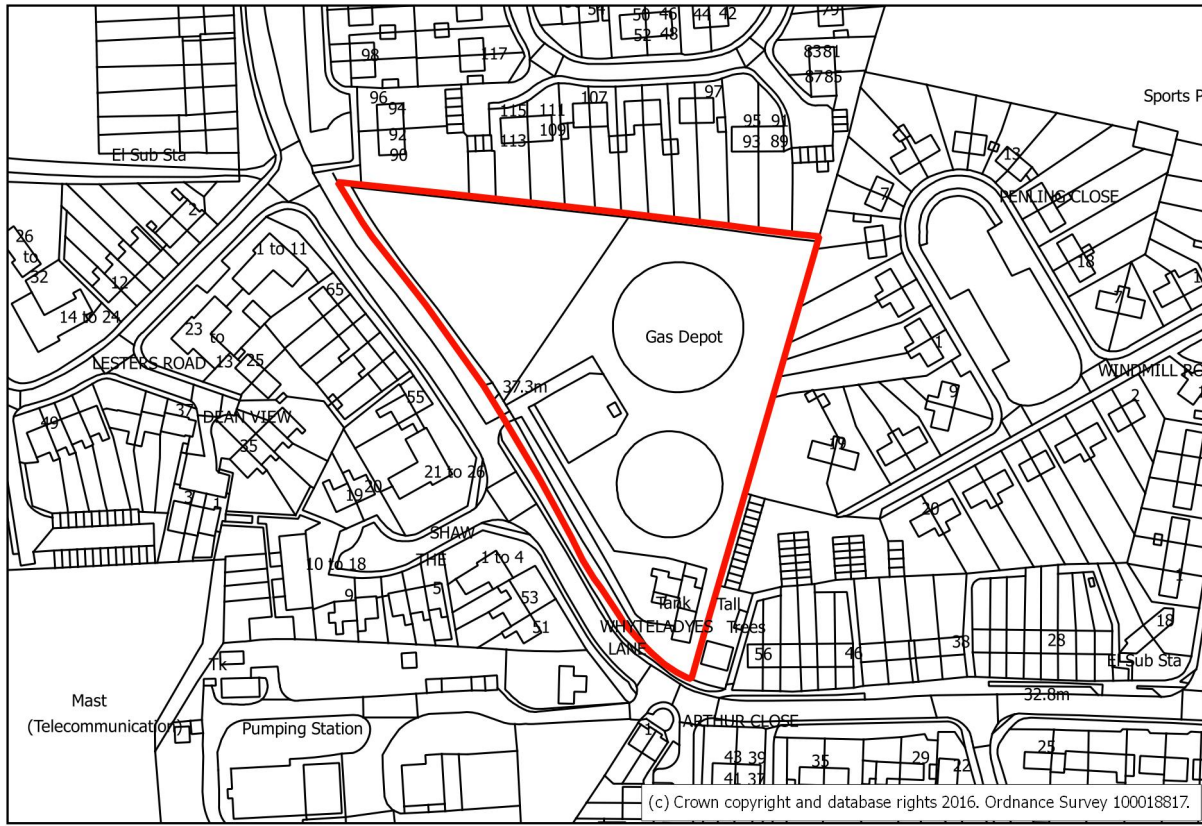 54
50 46
52 48
44 42
79
98
117
8381
8785
Sports P
96
94
92
90
115 111
113 109
107
97
95 91
93 89
El Sub Sta
13
PENLING CLOSE
7
2
26
to
32
12
14 to 24
1 to 11
65
23
to
13
25
LESTERS ROAD
18
7
1
Gas Depot
1
WINDMILL RO
37.3m
9
2
55
49
37
DEAN VIEW
35
19
21 to 26
19
20
20
3
1
SHAW
THE
10 to 18
9
5
1 to 4
53
51
Tank
Tall
Trees
WHYTELADYES
LANE
56
46
38
28
18
1
El Sub Sta
Tk
Mast
(Telecommunication)
Pumping Station
32.8m
ARTHUR CLOSE
1
43 39
41 37
35
29
22
25
(c) Crown copyright and database rights 2016. Ordnance Survey 100018817.